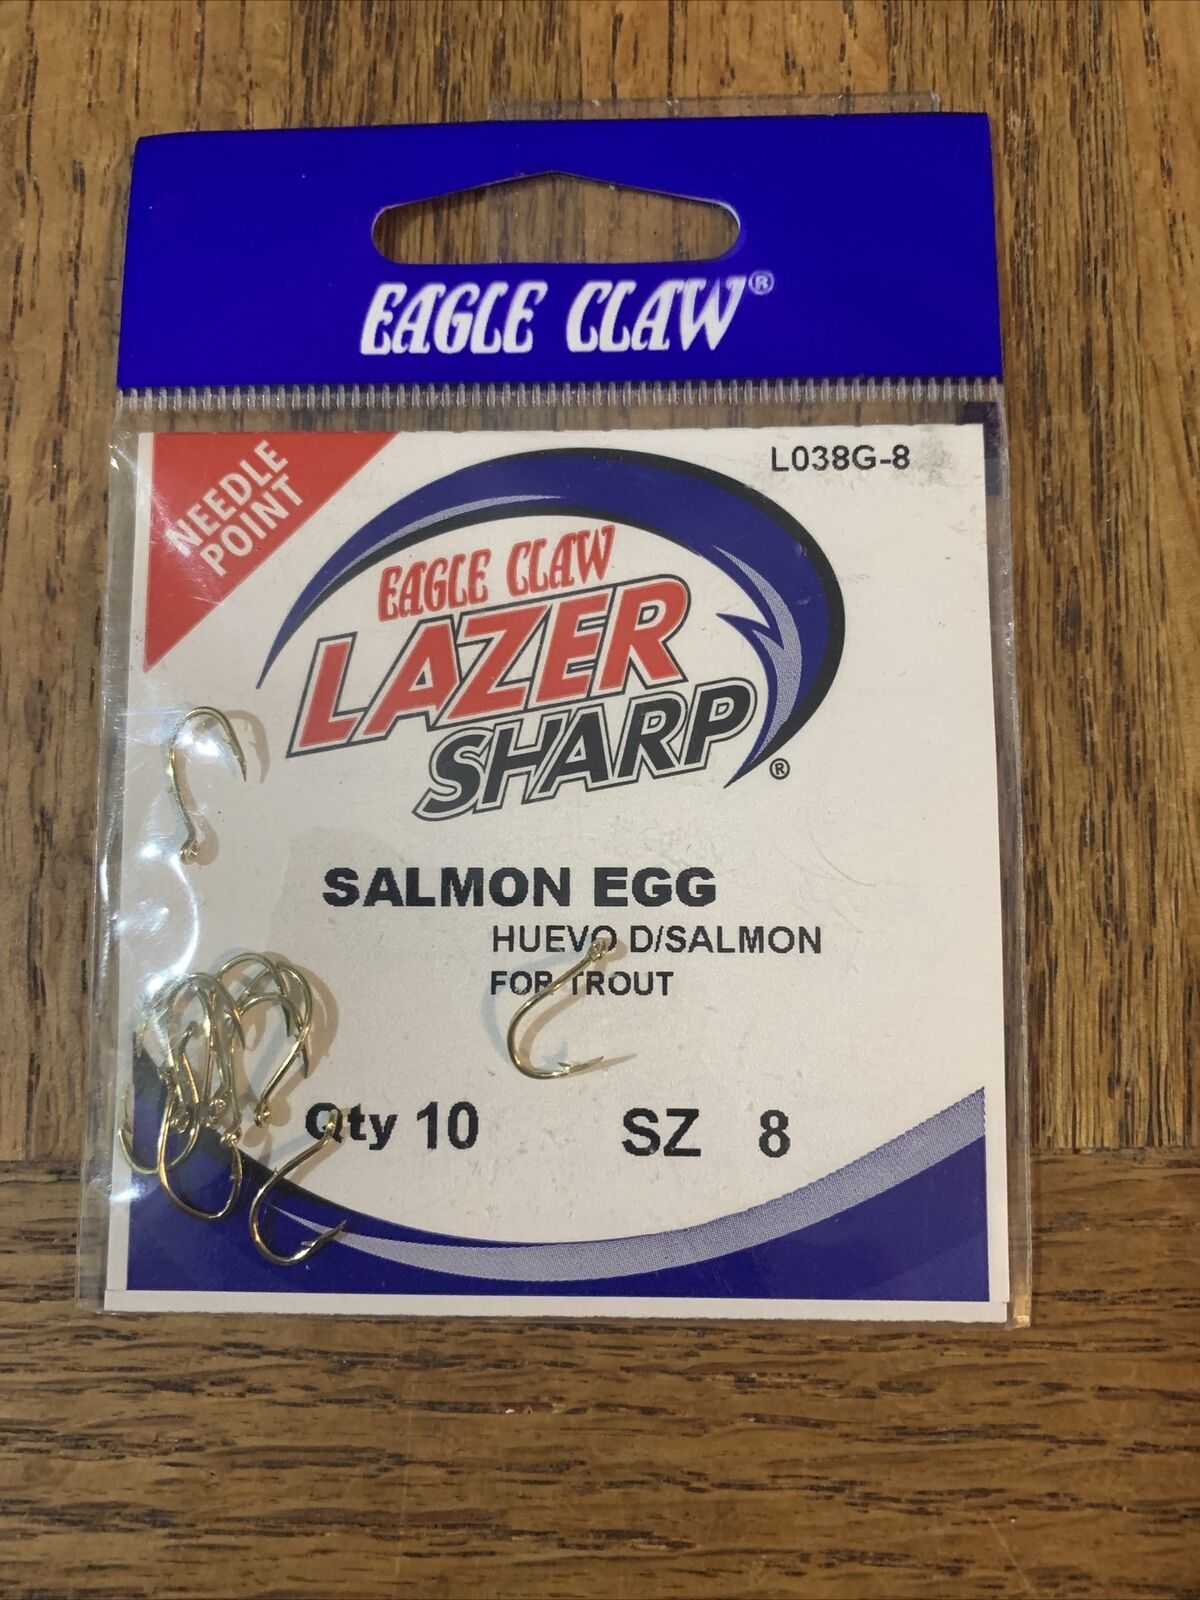 EAGLE CLAW®
L038G-8
NEEDLE
POINT
EAGLE CLAW
LAZER
SHARP®
SALMON EGG
HUEVO D/SALMON
FOR TROUT
Qty 10 SZ 8